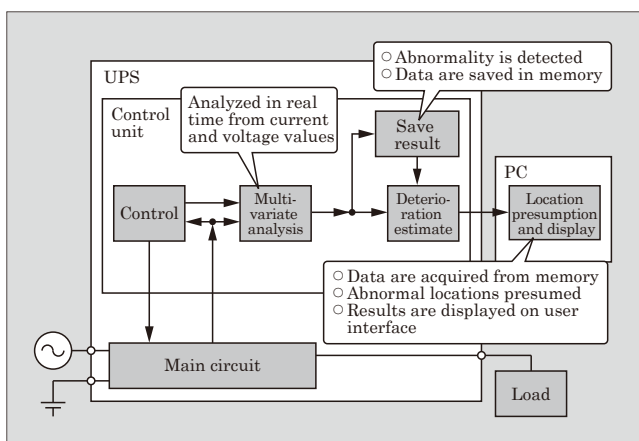 ○ Abnormality is detected
○ Data are saved in memory
UPS
Control
unit
Analyzed in real
time from current
and voltage values
Save
result
PC
Control
Multi-
variate
analysis
Deterio-
ration
estimate
Location
presumption
and display
○ Data are acquired from memory
○ Abnormal locations presumed
○ Results are displayed on user
interface
Main circuit
Load